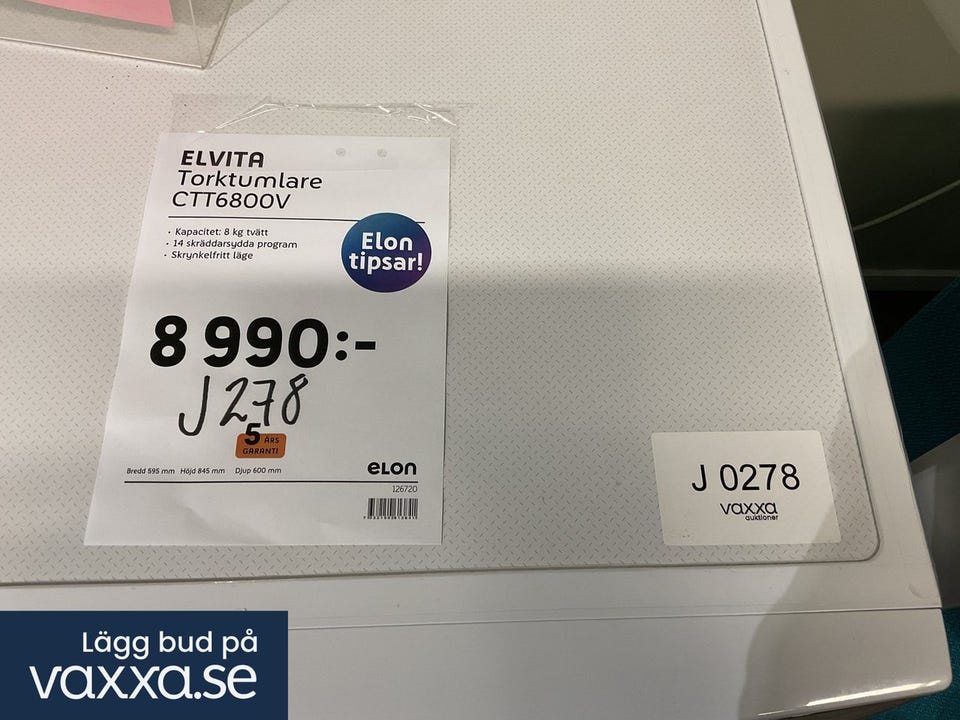 ELVITA
Torktumlare
CTT6800V
• Kapacitet: 8 kg tvätt
• 14 skräddarsydda program
• Skrynkelfritt läge
Elon
tipsar!
8 990:-
J 278
5 ÅRS
GARANTI
Bredd 595 mm Höjd 845 mm Djup 600 mm
eLon
126720
J 0278
vaxxa
auktioner
Lägg bud på
vaxxa.se